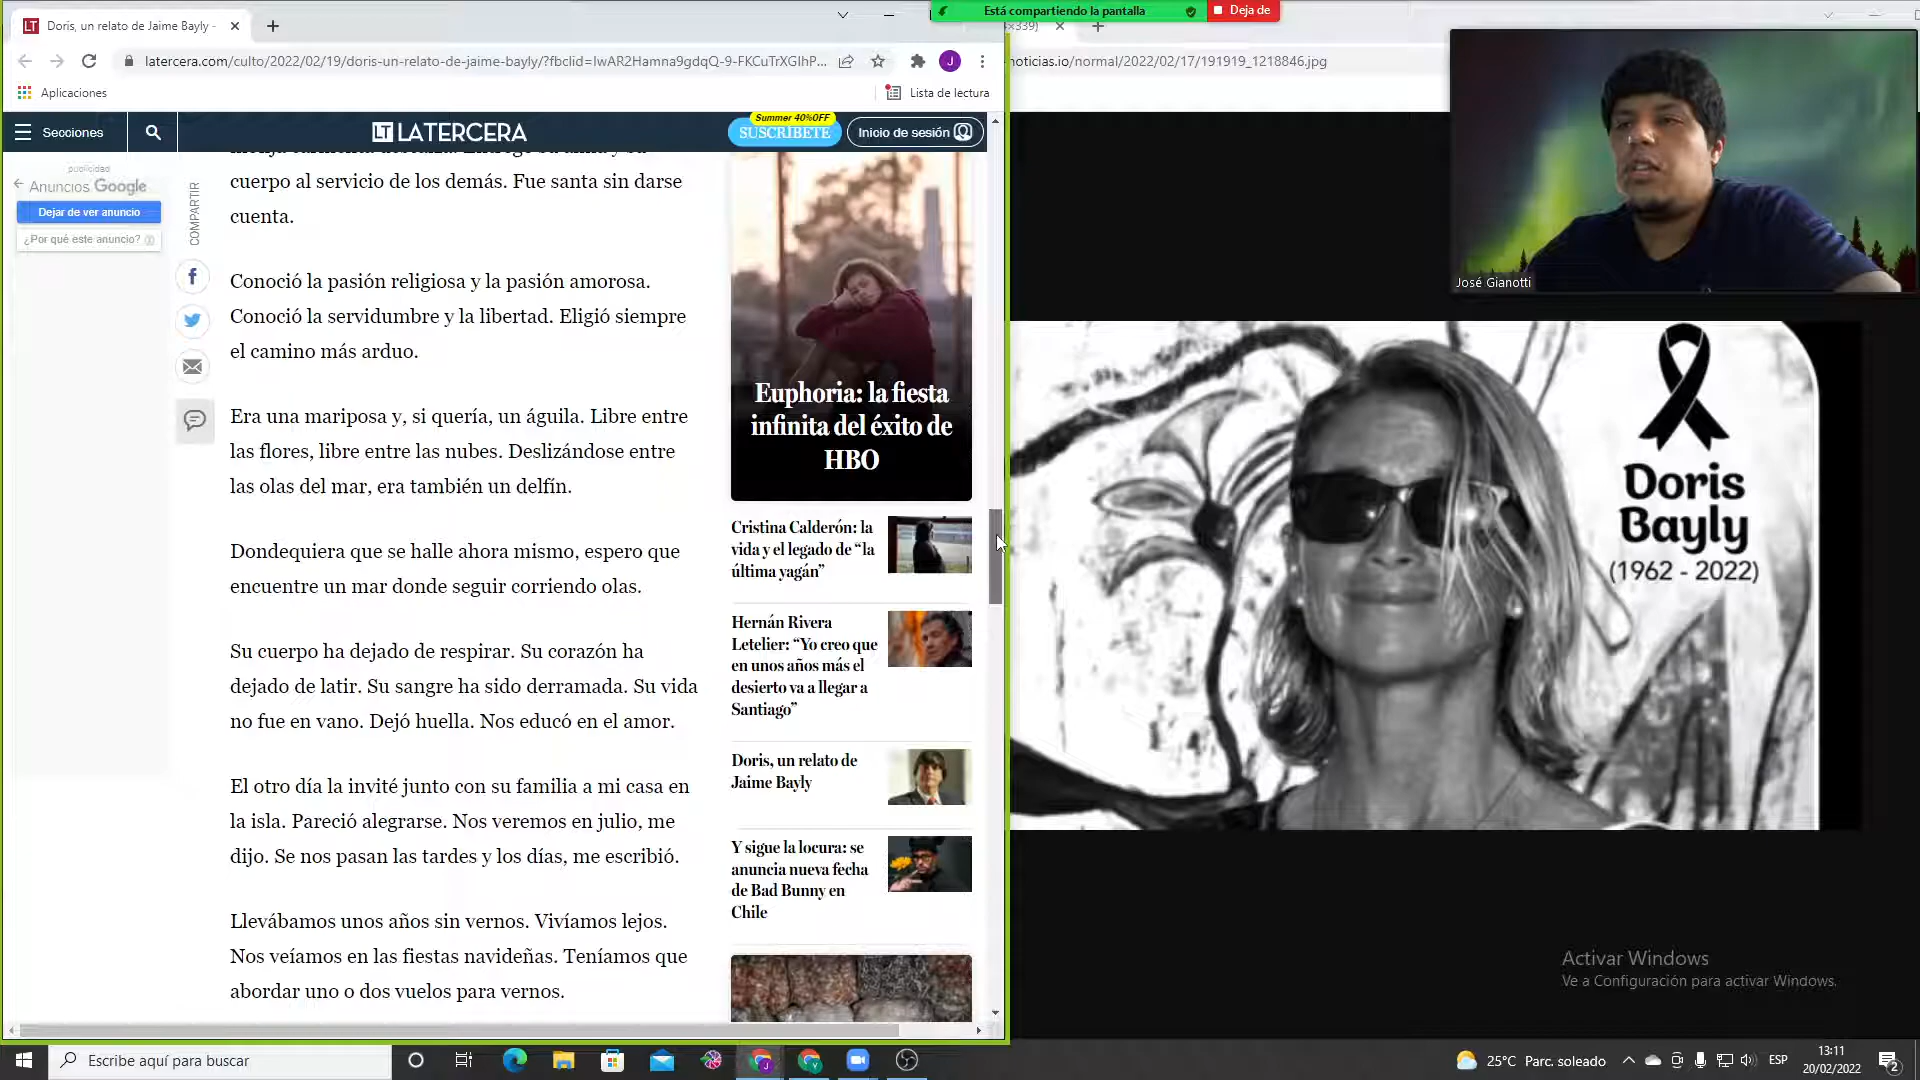 Doris, un relato de Jaime Bayly -
Está compartiendo la pantalla
Deja de
×339)
latercera.com/culto/2022/02/19/doris-un-relato-de-jaime-bayly/?fbclid=IwAR2Hamna9gdqQ-9-FKCuTrXGIhP...
J
noticias.io/normal/2022/02/17/191919_1218846.jpg
Aplicaciones
Lista de lectura
Secciones
LT LATERCERA
Summer 40%OFF
SUSCRÍBETE
Inicio de sesión
publicidad
Anuncios Google
Dejar de ver anuncio
¿Por qué este anuncio?
COMPARTIR
cuerpo al servicio de los demás. Fue santa sin darse
cuenta.
Conoció la pasión religiosa y la pasión amorosa.
Conoció la servidumbre y la libertad. Eligió siempre
el camino más arduo.
Era una mariposa y, si quería, un águila. Libre entre
las flores, libre entre las nubes. Deslizándose entre
las olas del mar, era también un delfín.
Dondequiera que se halle ahora mismo, espero que
encuentre un mar donde seguir corriendo olas.
Su cuerpo ha dejado de respirar. Su corazón ha
dejado de latir. Su sangre ha sido derramada. Su vida
no fue en vano. Dejó huella. Nos educó en el amor.
El otro día la invité junto con su familia a mi casa en
la isla. Pareció alegrarse. Nos veremos en julio, me
dijo. Se nos pasan las tardes y los días, me escribió.
Llevábamos unos años sin vernos. Vivíamos lejos.
Nos veíamos en las fiestas navideñas. Teníamos que
abordar uno o dos vuelos para vernos.
Euphoria: la fiesta
infinita del éxito de
HBO
Cristina Calderón: la
vida y el legado de “la
última yagán”
Hernán Rivera
Letelier: “Yo creo que
en unos años más el
desierto va a llegar a
Santiago”
Doris, un relato de
Jaime Bayly
Y sigue la locura: se
anuncia nueva fecha
de Bad Bunny en
Chile
José Gianotti
Doris
Bayly
(1962 - 2022)
Activar Windows
Ve a Configuración para activar Windows.
Escribe aquí para buscar
25°C Parc. soleado
ESP
13:11
20/02/2022
2